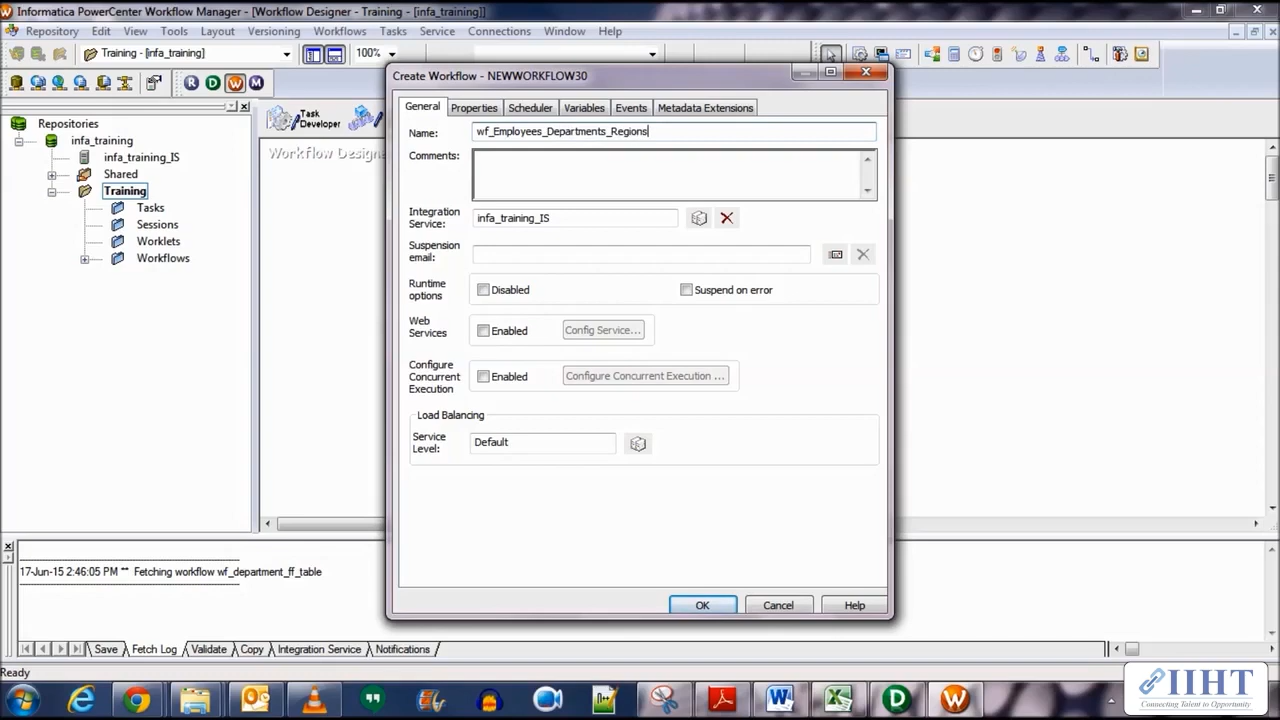 Informatica PowerCenter Workflow Manager - [Workflow Designer - Training - [infa_training]]
Repository Edit View Tools Layout Versioning Workflows Tasks Service Connections Window Help
Training - [infa_training] 100%
R D W M
Create Workflow - NEWWORKFLOW30
General Properties Scheduler Variables Events Metadata Extensions
Name: wf_Employees_Departments_Regions
Comments:
Integration
Service: infa_training_IS
Suspension
email:
Runtime
options
Disabled Suspend on error
Web
Services
Enabled Config Service...
Configure
Concurrent
Execution
Enabled Configure Concurrent Execution ...
Load Balancing
Service
Level:
Default
OK Cancel Help
Repositories
infa_training
infa_training_IS
Shared
Training
Tasks
Sessions
Worklets
Workflows
Task
Developer
Workflow Designe
17-Jun-15 2:46:05 PM ** Fetching workflow wf_department_ff_table
Save Fetch Log Validate Copy Integration Service Notifications
Ready
IIHT
Connecting Talent to Opportunity